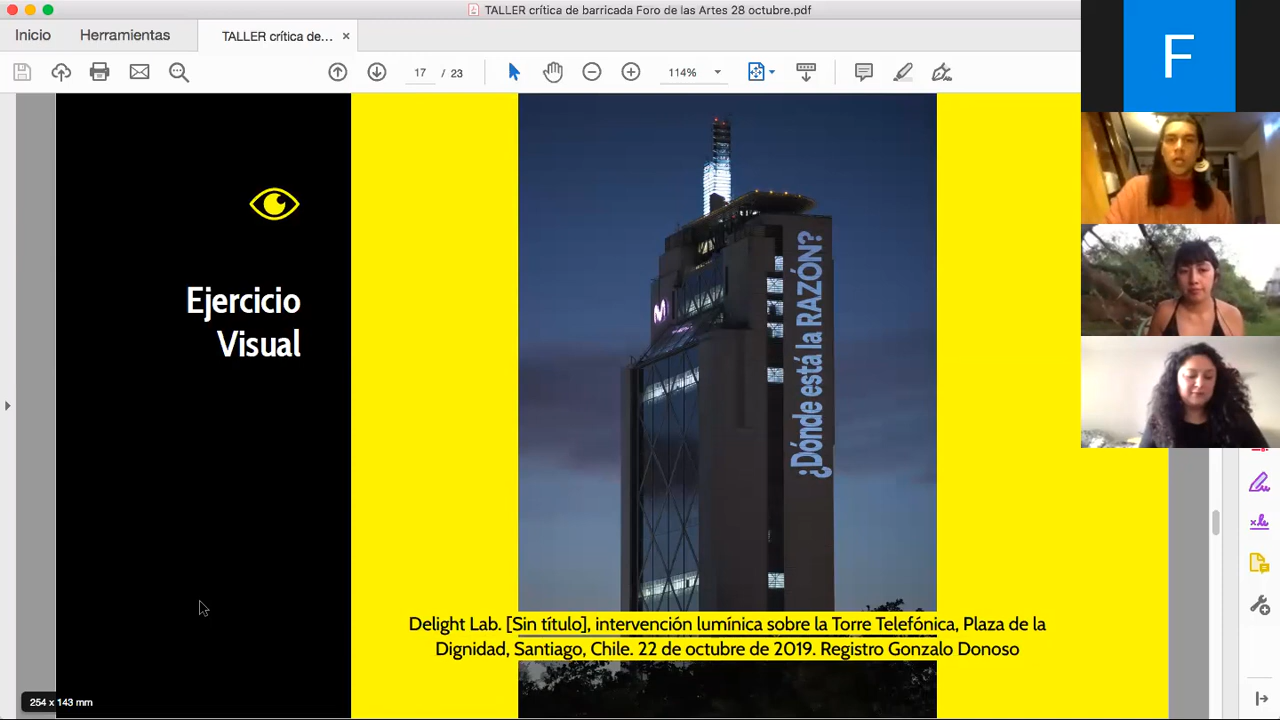 TALLER crítica de barricada Foro de las Artes 28 octubre.pdf
Inicio
Herramientas
TALLER crítica de...
17 / 23
114%
F
Ejercicio
Visual
¿Dónde está la RAZÓN?
Delight Lab. [Sin título], intervención lumínica sobre la Torre Telefónica, Plaza de la
Dignidad, Santiago, Chile. 22 de octubre de 2019. Registro Gonzalo Donoso
254 x 143 mm